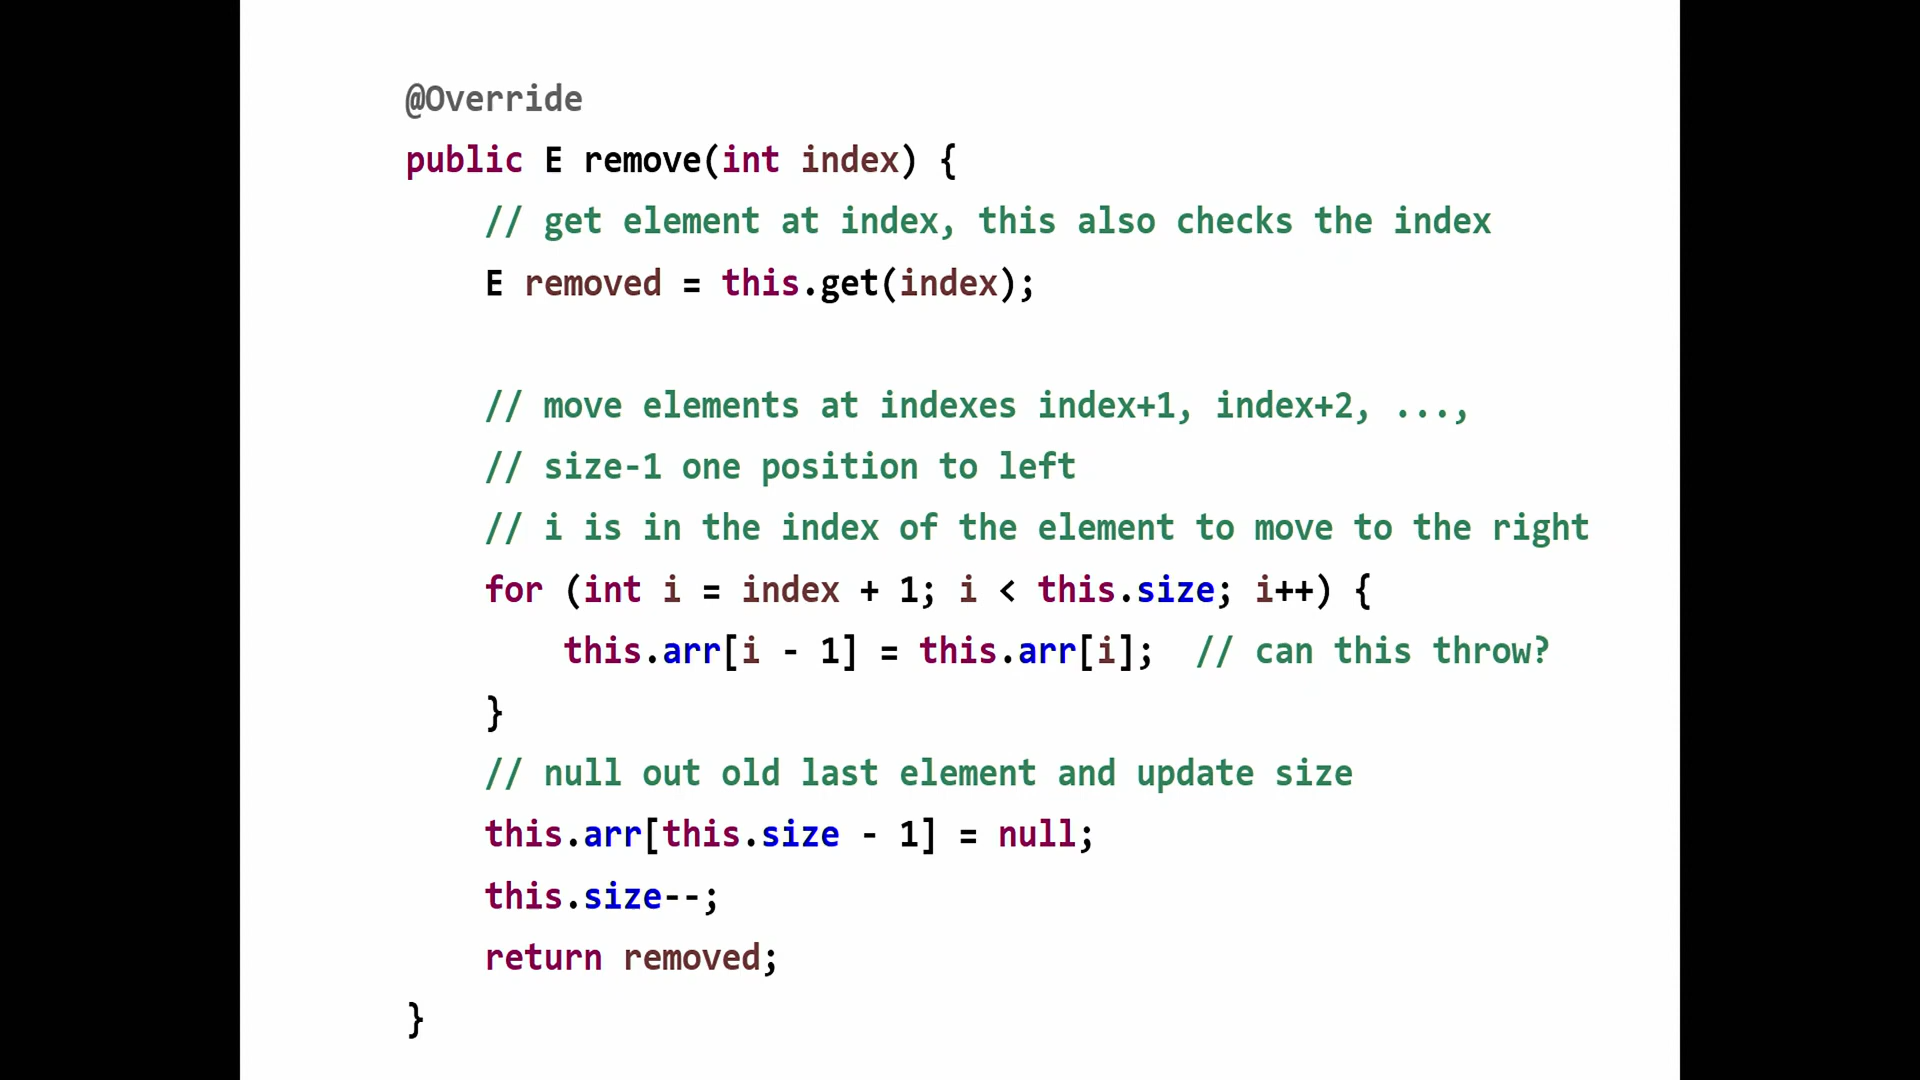 @Override
public E remove(int index) {
// get element at index, this also checks the index
E removed = this.get(index);
// move elements at indexes index+1, index+2, ...,
// size-1 one position to left
// i is in the index of the element to move to the right
for (int i = index + 1; i < this.size; i++) {
this.arr[i - 1] = this.arr[i];  // can this throw?
}
// null out old last element and update size
this.arr[this.size - 1] = null;
this.size--;
return removed;
}